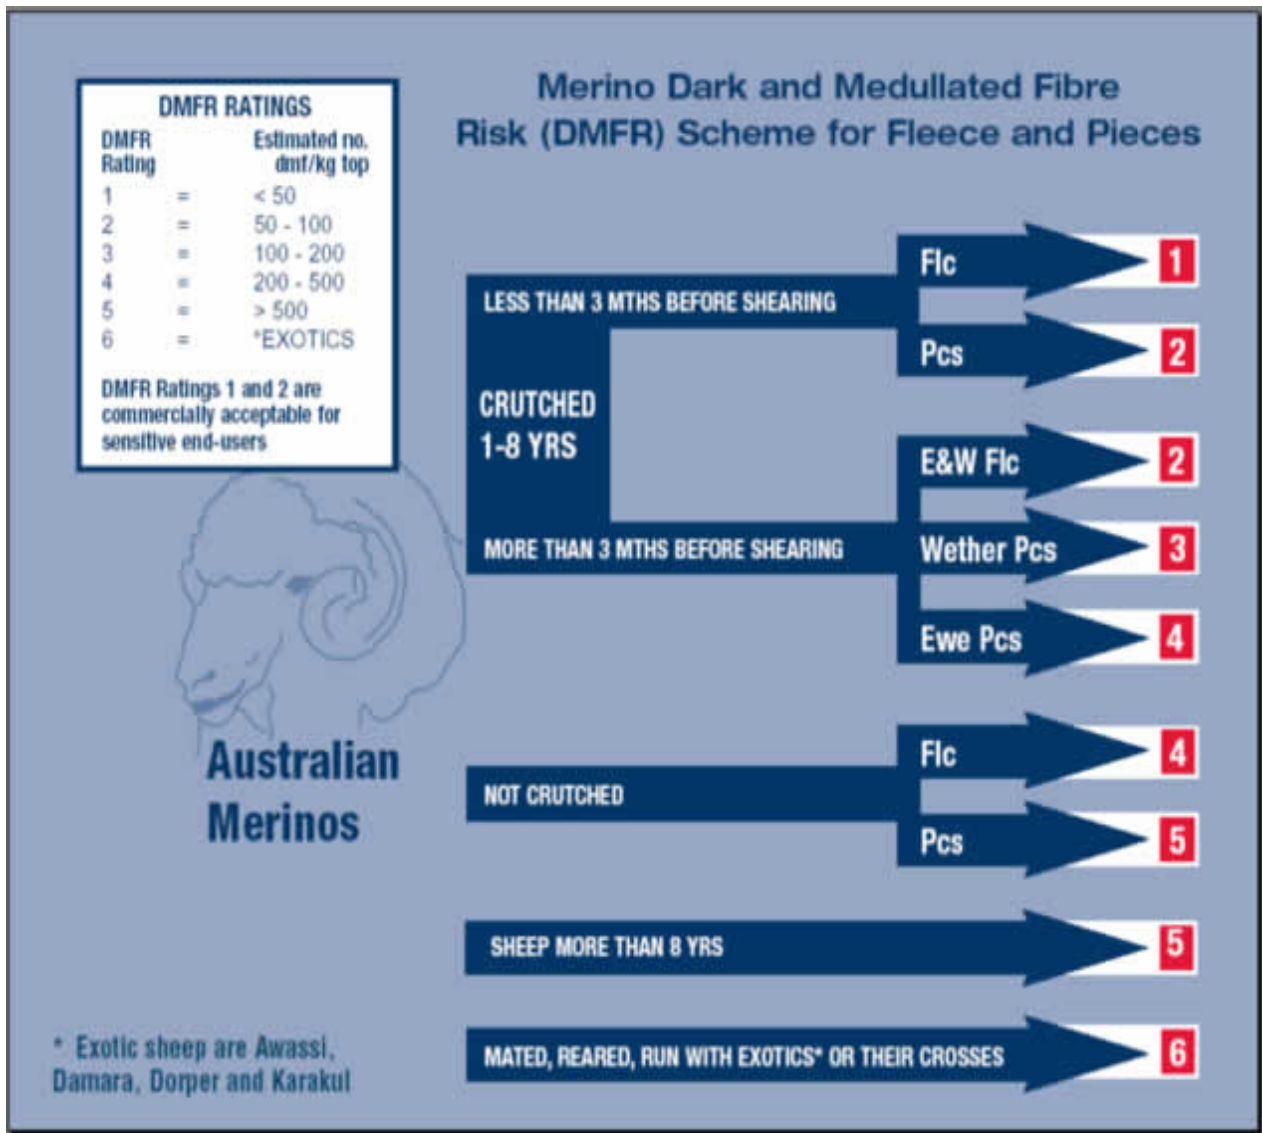 Merino Dark and Medullated Fibre
Risk (DMFR) Scheme for Fleece and Pieces
DMFR RATINGS
DMFR Rating Estimated no. dmf/kg top
1 = < 50
2 = 50 - 100
3 = 100 - 200
4 = 200 - 500
5 = > 500
6 = *EXOTICS
DMFR Ratings 1 and 2 are
commercially acceptable for
sensitive end-users
CRUTCHED
1-8 YRS
LESS THAN 3 MTHS BEFORE SHEARING
Flc 1
Pcs 2
MORE THAN 3 MTHS BEFORE SHEARING
E&W Flc 2
Wether Pcs 3
Ewe Pcs 4
Australian
Merinos
NOT CRUTCHED
Flc 4
Pcs 5
SHEEP MORE THAN 8 YRS 5
MATED, REARED, RUN WITH EXOTICS* OR THEIR CROSSES 6
* Exotic sheep are Awassi,
Damara, Dorper and Karakul